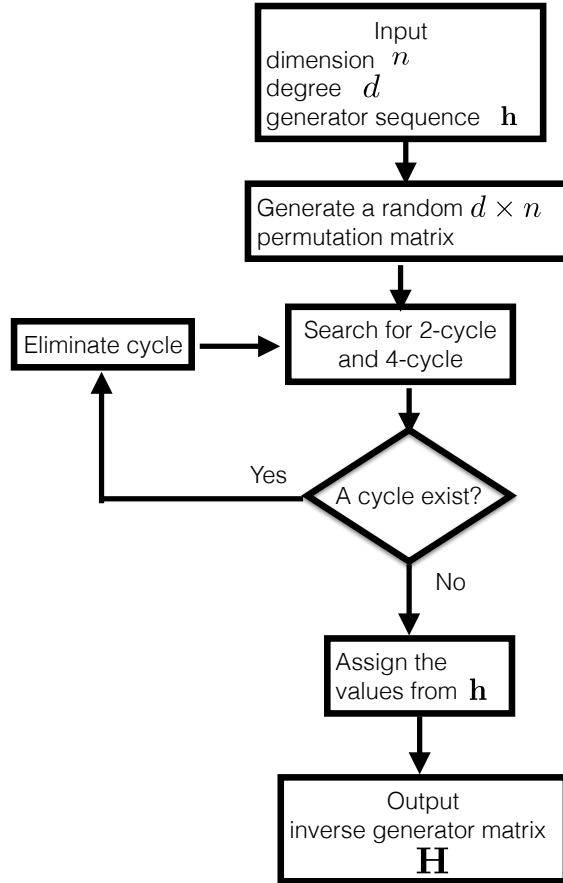 Input
dimension n
degree d
generator sequence h
Generate a random d × n
permutation matrix
Search for 2-cycle
and 4-cycle
Eliminate cycle
A cycle exist?
Yes
No
Assign the
values from h
Output
inverse generator matrix
H